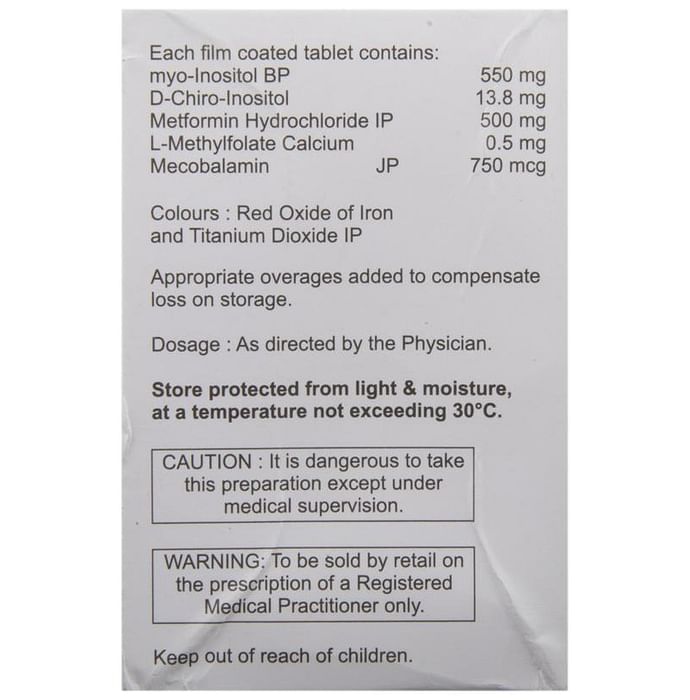 Each film coated tablet contains:
myo-Inositol BP 550 mg
D-Chiro-Inositol 13.8 mg
Metformin Hydrochloride IP 500 mg
L-Methylfolate Calcium 0.5 mg
Mecobalamin JP 750 mcg
Colours : Red Oxide of Iron
and Titanium Dioxide IP
Appropriate overages added to compensate
loss on storage.
Dosage : As directed by the Physician.
Store protected from light & moisture,
at a temperature not exceeding 30°C.
CAUTION : It is dangerous to take
this preparation except under
medical supervision.
WARNING: To be sold by retail on
the prescription of a Registered
Medical Practitioner only.
Keep out of reach of children.